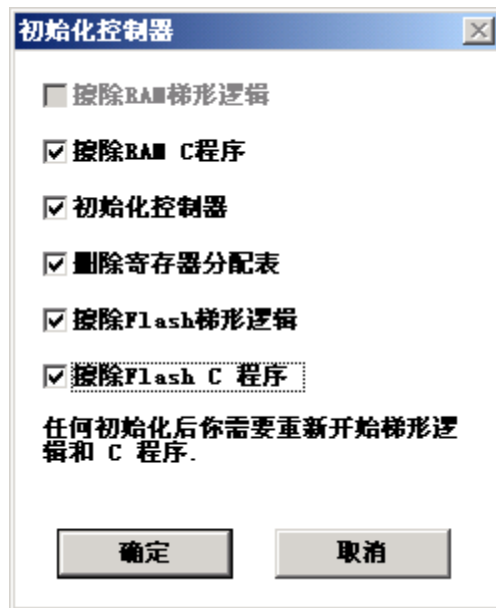 初始化控制器
擦除RAM梯形逻辑
擦除RAM C程序
初始化控制器
删除寄存器分配表
擦除Flash梯形逻辑
擦除Flash C 程序
任何初始化后你需要重新开始梯形逻
辑和 C 程序.
确定
取消